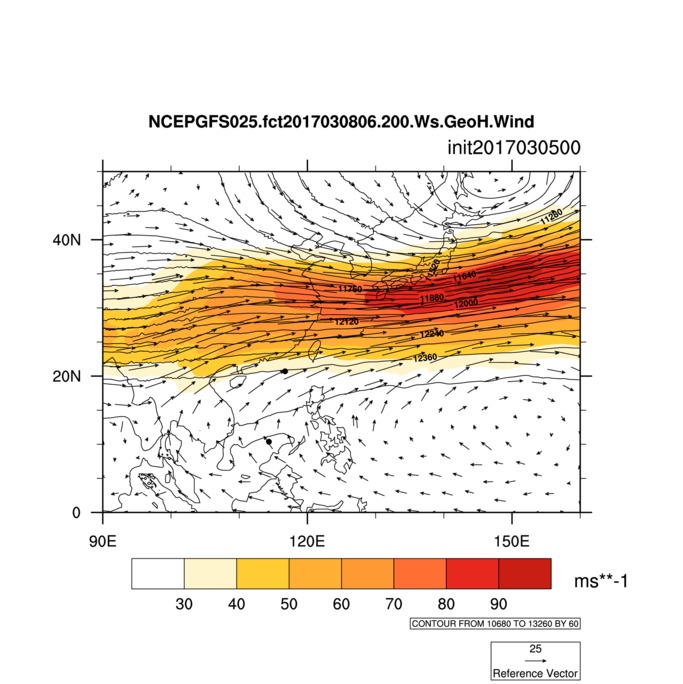 NCEPGFS025.fct2017030806.200.Ws.GeoH.Wind
init2017030500
11280
40N
11640
11760
11880
12000
12120
12240
12360
20N
0
90E 120E 150E
ms**-1
30 40 50 60 70 80 90
CONTOUR FROM 10680 TO 13260 BY 60
25
Reference Vector